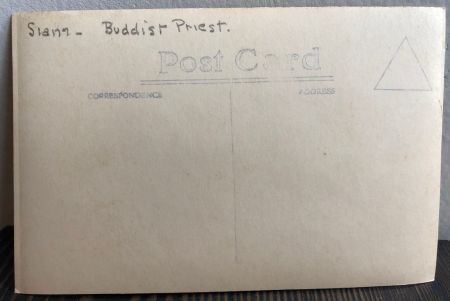 Siam - Buddist Priest.
Post Card
CORRESPONDENCE
ADDRESS